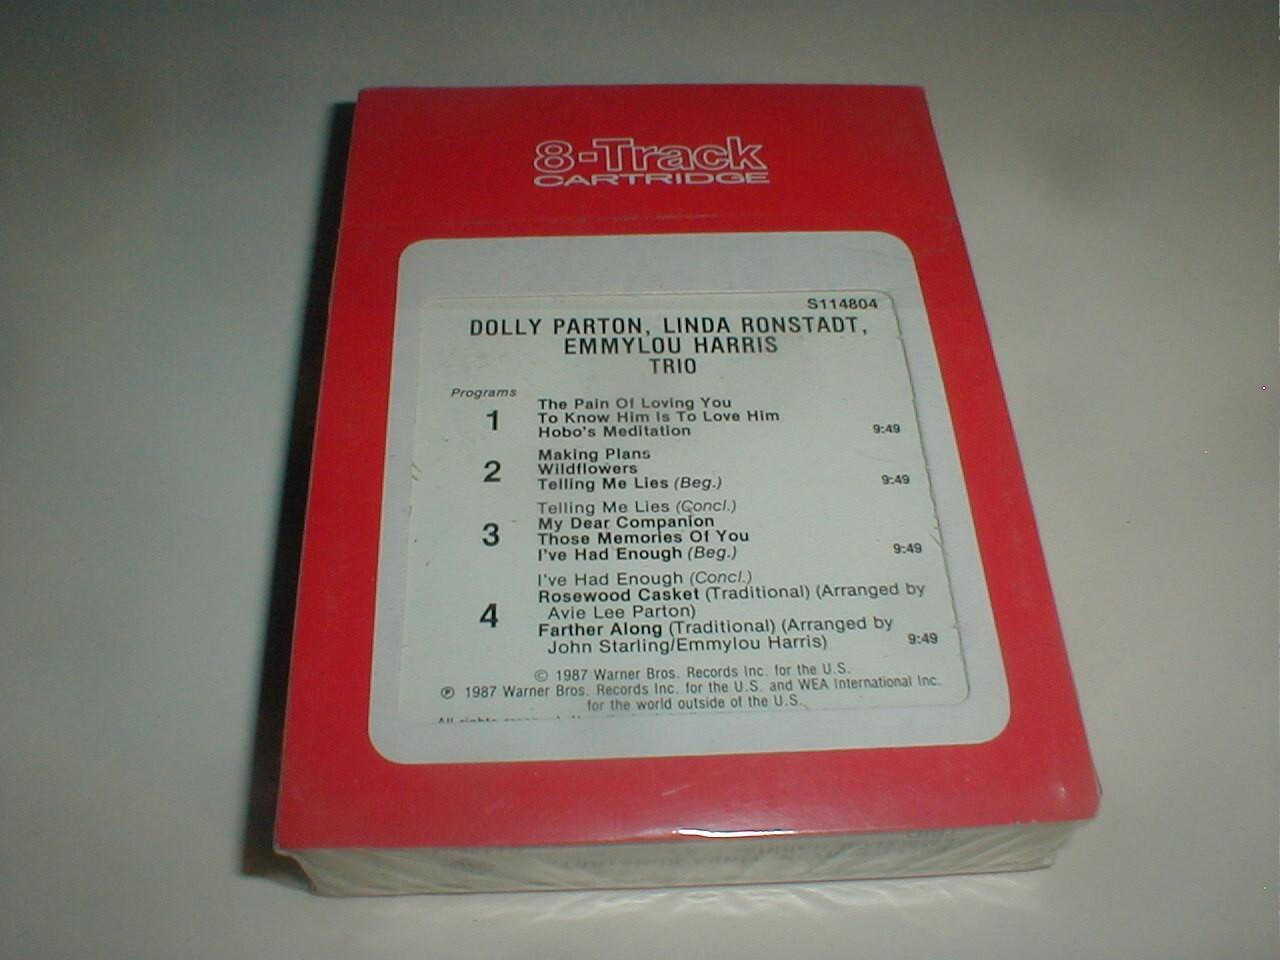 8-Track
CARTRIDGE
S114804
DOLLY PARTON, LINDA RONSTADT,
EMMYLOU HARRIS
TRIO
Programs
1
The Pain Of Loving You
To Know Him Is To Love Him
Hobo's Meditation 9:49
2
Making Plans
Wildflowers
Telling Me Lies (Beg.) 9:49
3
Telling Me Lies (Concl.)
My Dear Companion
Those Memories Of You
I've Had Enough (Beg.) 9:49
4
I've Had Enough (Concl.)
Rosewood Casket (Traditional) (Arranged by
Avie Lee Parton)
Farther Along (Traditional) (Arranged by
John Starling/Emmylou Harris) 9:49
© 1987 Warner Bros. Records Inc. for the U.S.
℗ 1987 Warner Bros. Records Inc. for the U.S. and WEA International Inc.
for the world outside of the U.S.
All rights